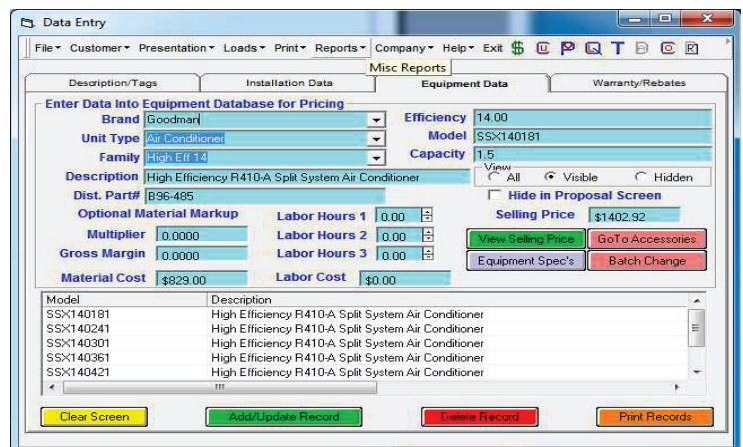 Data Entry
File Customer Presentation Loads Print Reports Company Help Exit $ U P Q T B C R
Misc Reports
Description/Tags Installation Data Equipment Data Warranty/Rebates
Enter Data Into Equipment Database for Pricing
Brand Goodman Efficiency 14.00
Unit Type Air Conditioner Model SSX140181
Family High Eff 14 Capacity 1.5
View
Description High Efficiency R410-A Split System Air Conditioner All Visible Hidden
Dist. Part# B96-485 Hide in Proposal Screen
Optional Material Markup Labor Hours 1 0.00 Selling Price $1402.92
Multiplier 0.0000 Labor Hours 2 0.00 View Selling Price GoTo Accessories
Gross Margin 0.0000 Labor Hours 3 0.00 Equipment Spec's Batch Change
Material Cost $829.00 Labor Cost $0.00
Model Description
SSX140181 High Efficiency R410-A Split System Air Conditioner
SSX140241 High Efficiency R410-A Split System Air Conditioner
SSX140301 High Efficiency R410-A Split System Air Conditioner
SSX140361 High Efficiency R410-A Split System Air Conditioner
SSX140421 High Efficiency R410-A Split System Air Conditioner
Clear Screen Add/Update Record Delete Record Print Records